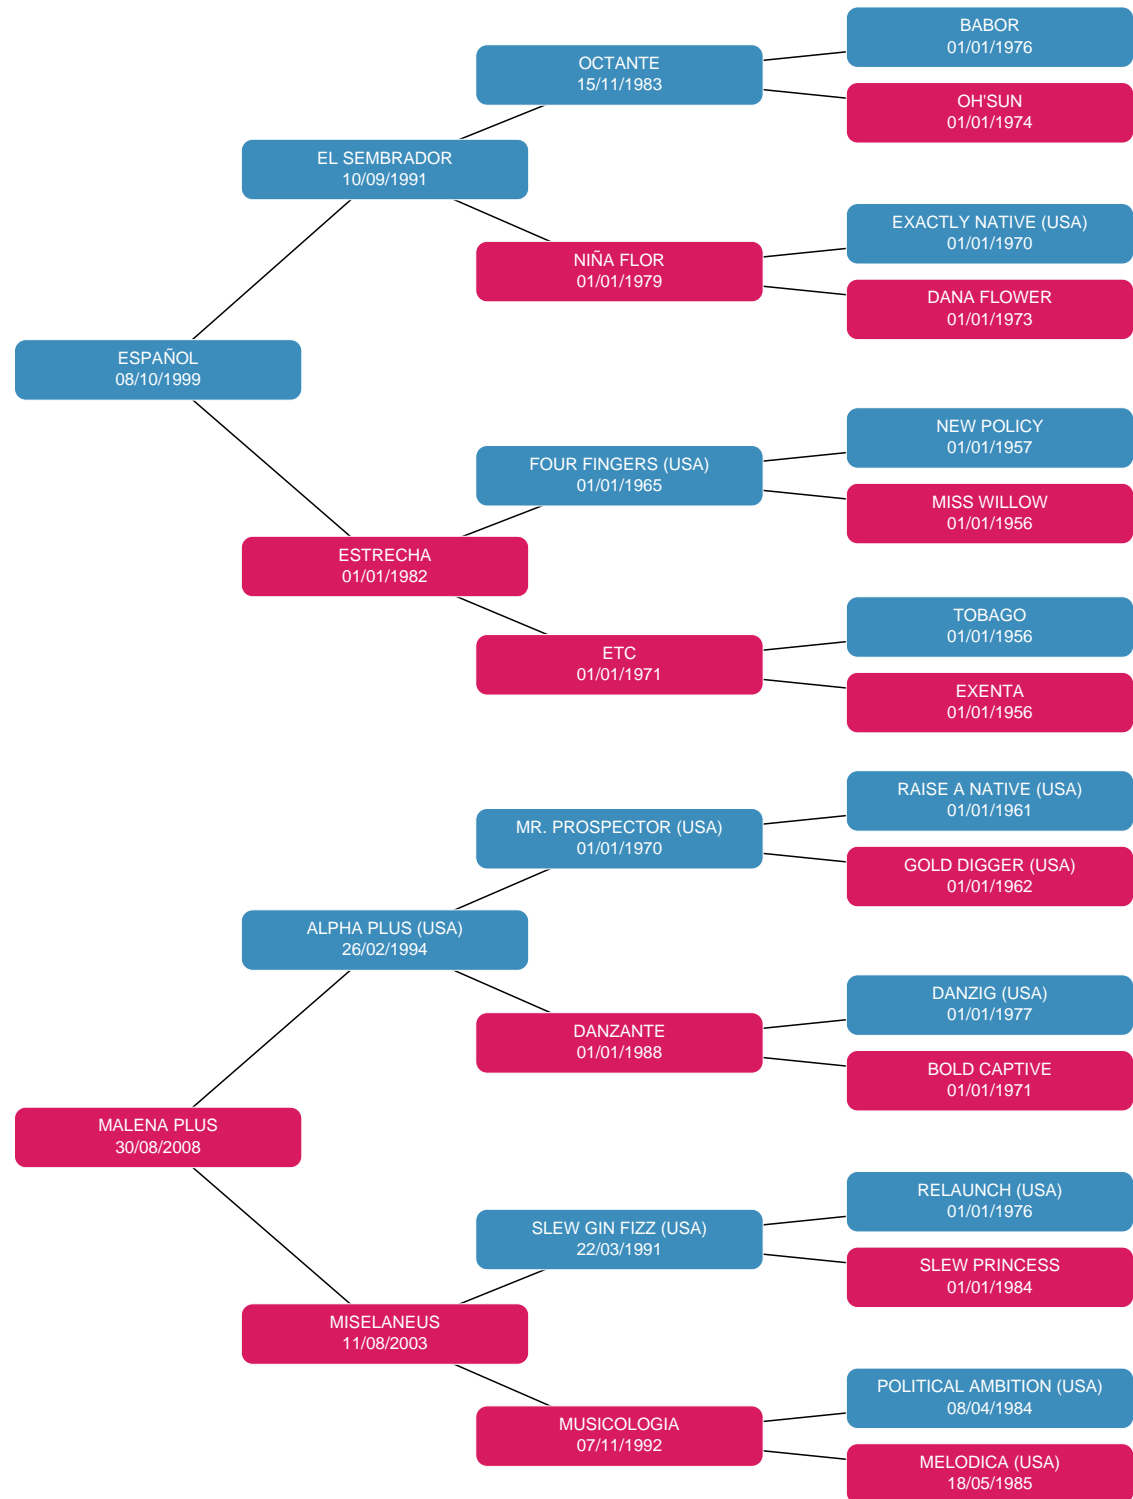 BABOR
01/01/1976
OCTANTE
15/11/1983
OH'SUN
01/01/1974
EL SEMBRADOR
10/09/1991
EXACTLY NATIVE (USA)
01/01/1970
NIÑA FLOR
01/01/1979
DANA FLOWER
01/01/1973
ESPAÑOL
08/10/1999
NEW POLICY
01/01/1957
FOUR FINGERS (USA)
01/01/1965
MISS WILLOW
01/01/1956
ESTRECHA
01/01/1982
TOBAGO
01/01/1956
ETC
01/01/1971
EXENTA
01/01/1956
RAISE A NATIVE (USA)
01/01/1961
MR. PROSPECTOR (USA)
01/01/1970
GOLD DIGGER (USA)
01/01/1962
ALPHA PLUS (USA)
26/02/1994
DANZIG (USA)
01/01/1977
DANZANTE
01/01/1988
BOLD CAPTIVE
01/01/1971
MALENA PLUS
30/08/2008
RELAUNCH (USA)
01/01/1976
SLEW GIN FIZZ (USA)
22/03/1991
SLEW PRINCESS
01/01/1984
MISELANEUS
11/08/2003
POLITICAL AMBITION (USA)
08/04/1984
MUSICOLOGIA
07/11/1992
MELODICA (USA)
18/05/1985